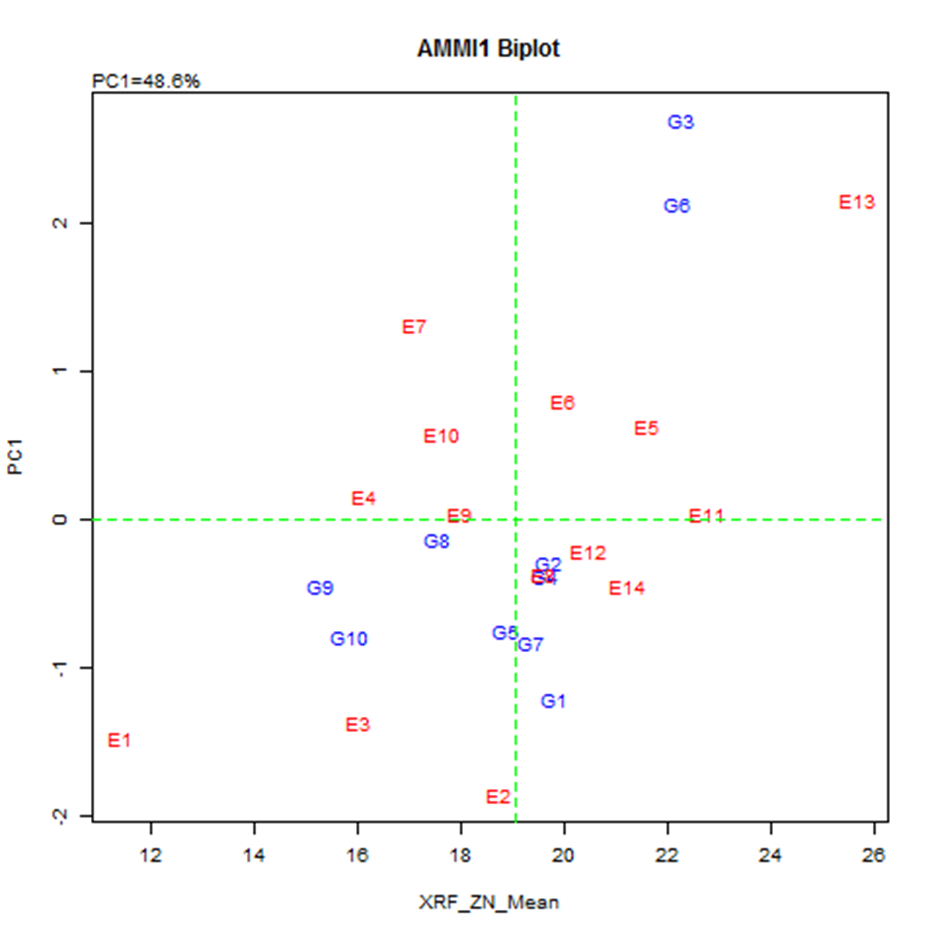 AMMI1 Biplot
PC1=48.6%
G3
G6
E13
2
E7
1
E6
E5
E10
PC1
E4
E9
E11
0
G8
E12
G2
G4
G9
E14
G5
G10
G7
-1
G1
E3
E1
E2
-2
12 14 16 18 20 22 24 26
XRF_ZN_Mean